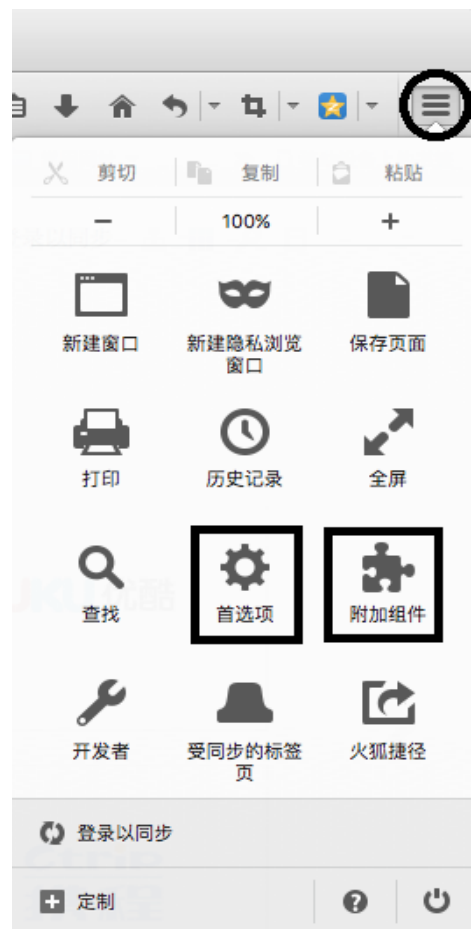 剪切 复制 粘贴
− 100% +
新建窗口 新建隐私浏览 保存页面
窗口
打印 历史记录 全屏
查找 首选项 附加组件
开发者 受同步的标签 火狐捷径
页
登录以同步
定制